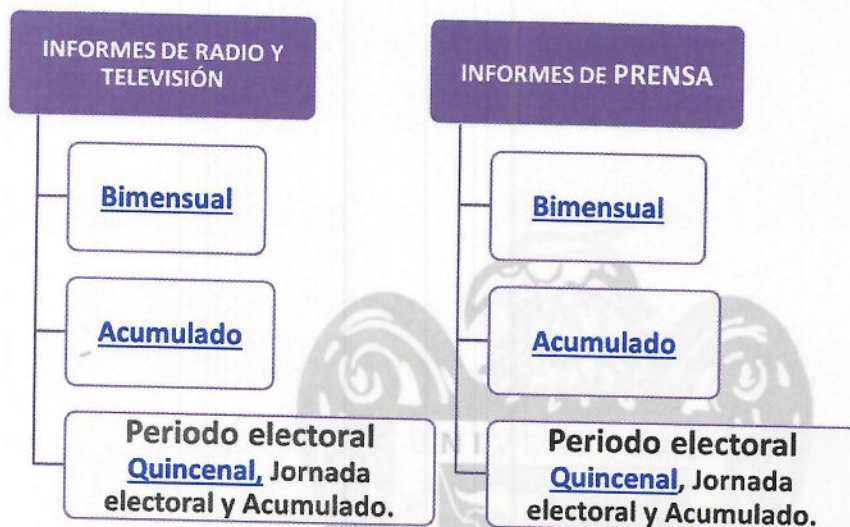 INFORMES DE RADIO Y
TELEVISIÓN
Bimensual
Acumulado
Periodo electoral
Quincenal, Jornada
electoral y Acumulado.
INFORMES DE PRENSA
Bimensual
Acumulado
Periodo electoral
Quincenal, Jornada
electoral y Acumulado.